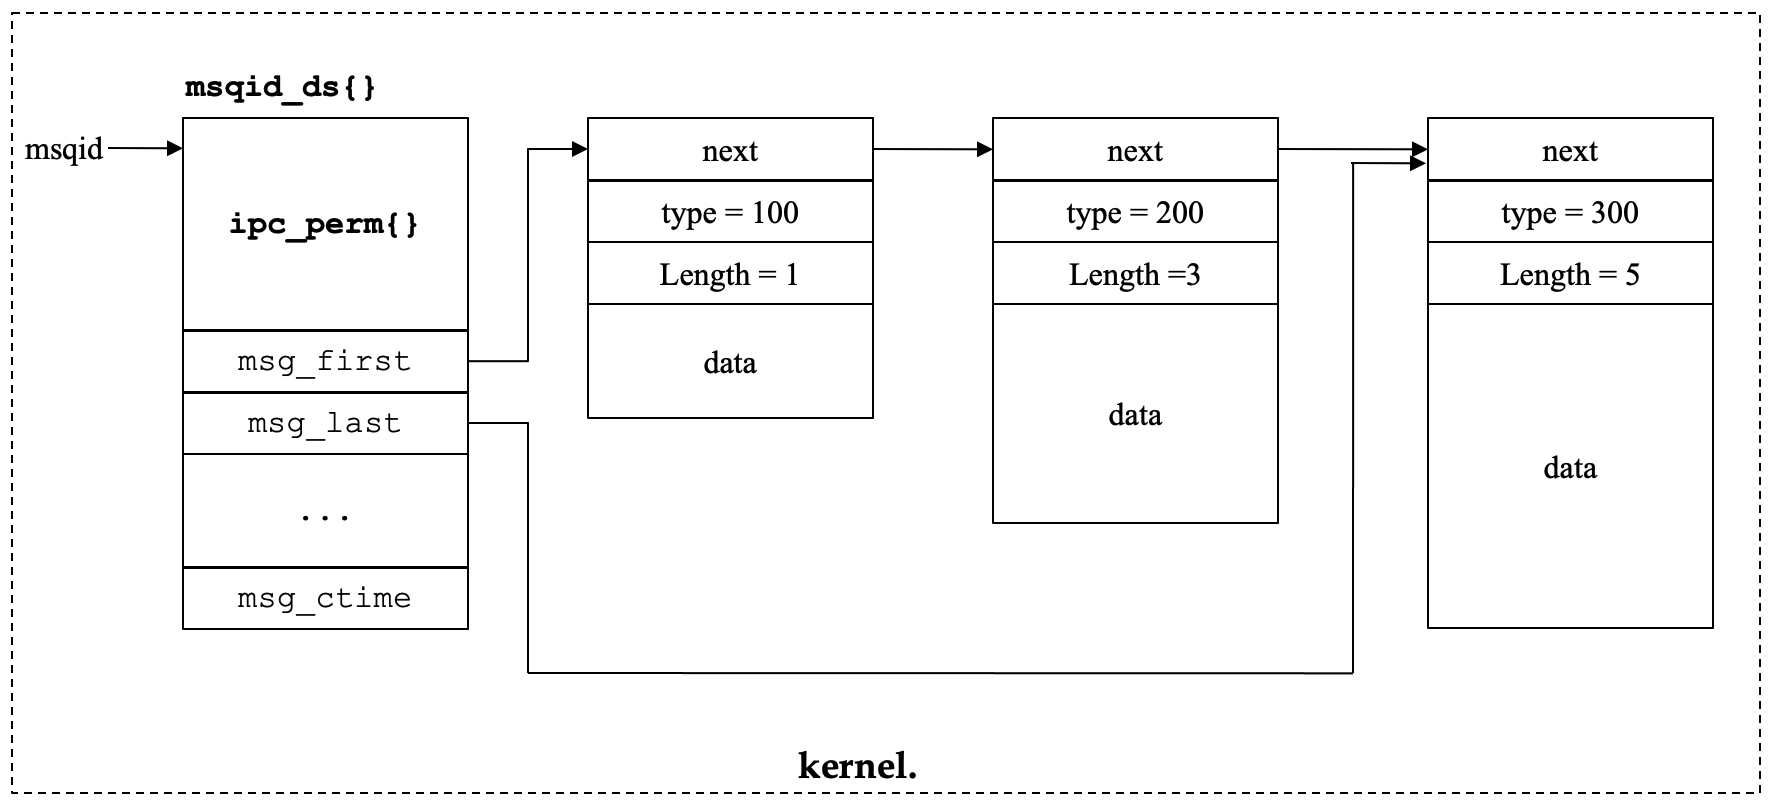 msqid_ds{}
msqid
ipc_perm{}
msg_first
msg_last
...
msg_ctime
next
type = 100
Length = 1
data
next
type = 200
Length =3
data
next
type = 300
Length = 5
data
kernel.